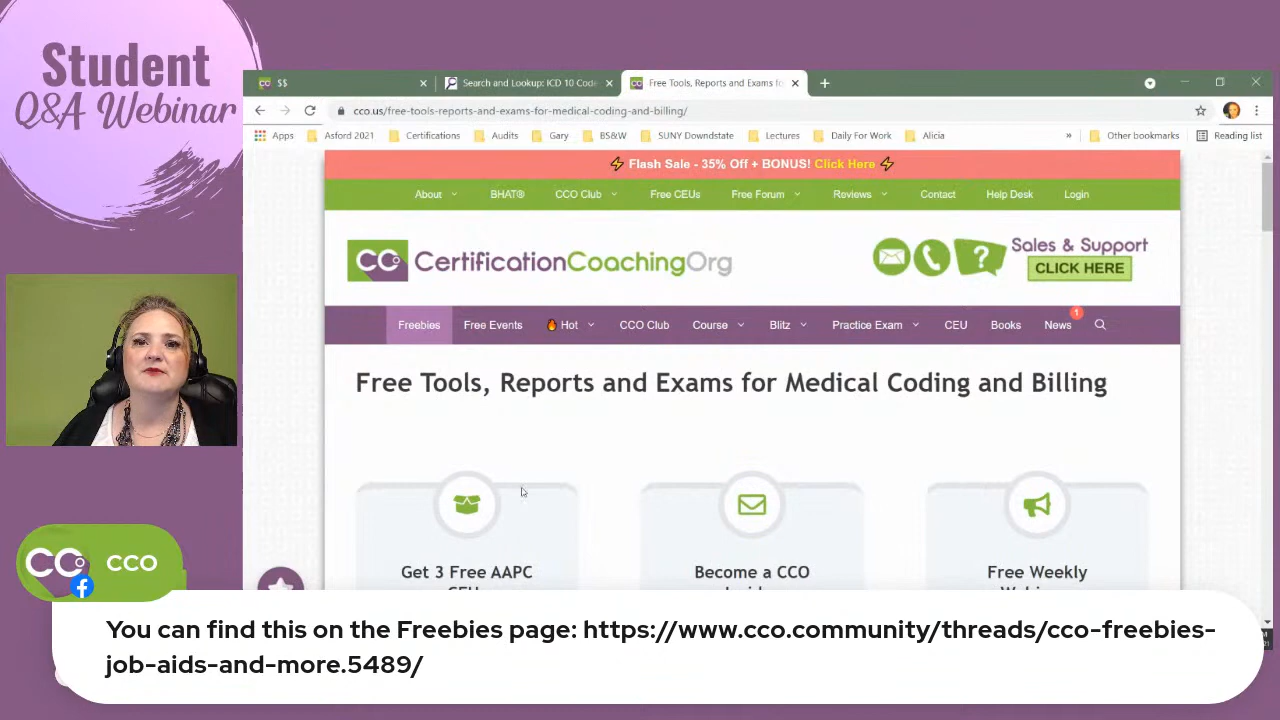 Student
Q&A Webinar
$$
Search and Lookup: ICD 10 Code
Free Tools, Reports and Exams fo
cco.us/free-tools-reports-and-exams-for-medical-coding-and-billing/
Apps Asford 2021 Certifications Audits Gary BS&W SUNY Downstate Lectures Daily For Work Alicia » Other bookmarks Reading list
⚡ Flash Sale - 35% Off + BONUS! Click Here ⚡
About BHAT® CCO Club Free CEUs Free Forum Reviews Contact Help Desk Login
CC CertificationCoachingOrg
Sales & Support
CLICK HERE
Freebies Free Events 🔥 Hot CCO Club Course Blitz Practice Exam CEU Books News 1
Free Tools, Reports and Exams for Medical Coding and Billing
Get 3 Free AAPC
Become a CCO
Free Weekly
CCO
You can find this on the Freebies page: https://www.cco.community/threads/cco-freebies-
job-aids-and-more.5489/